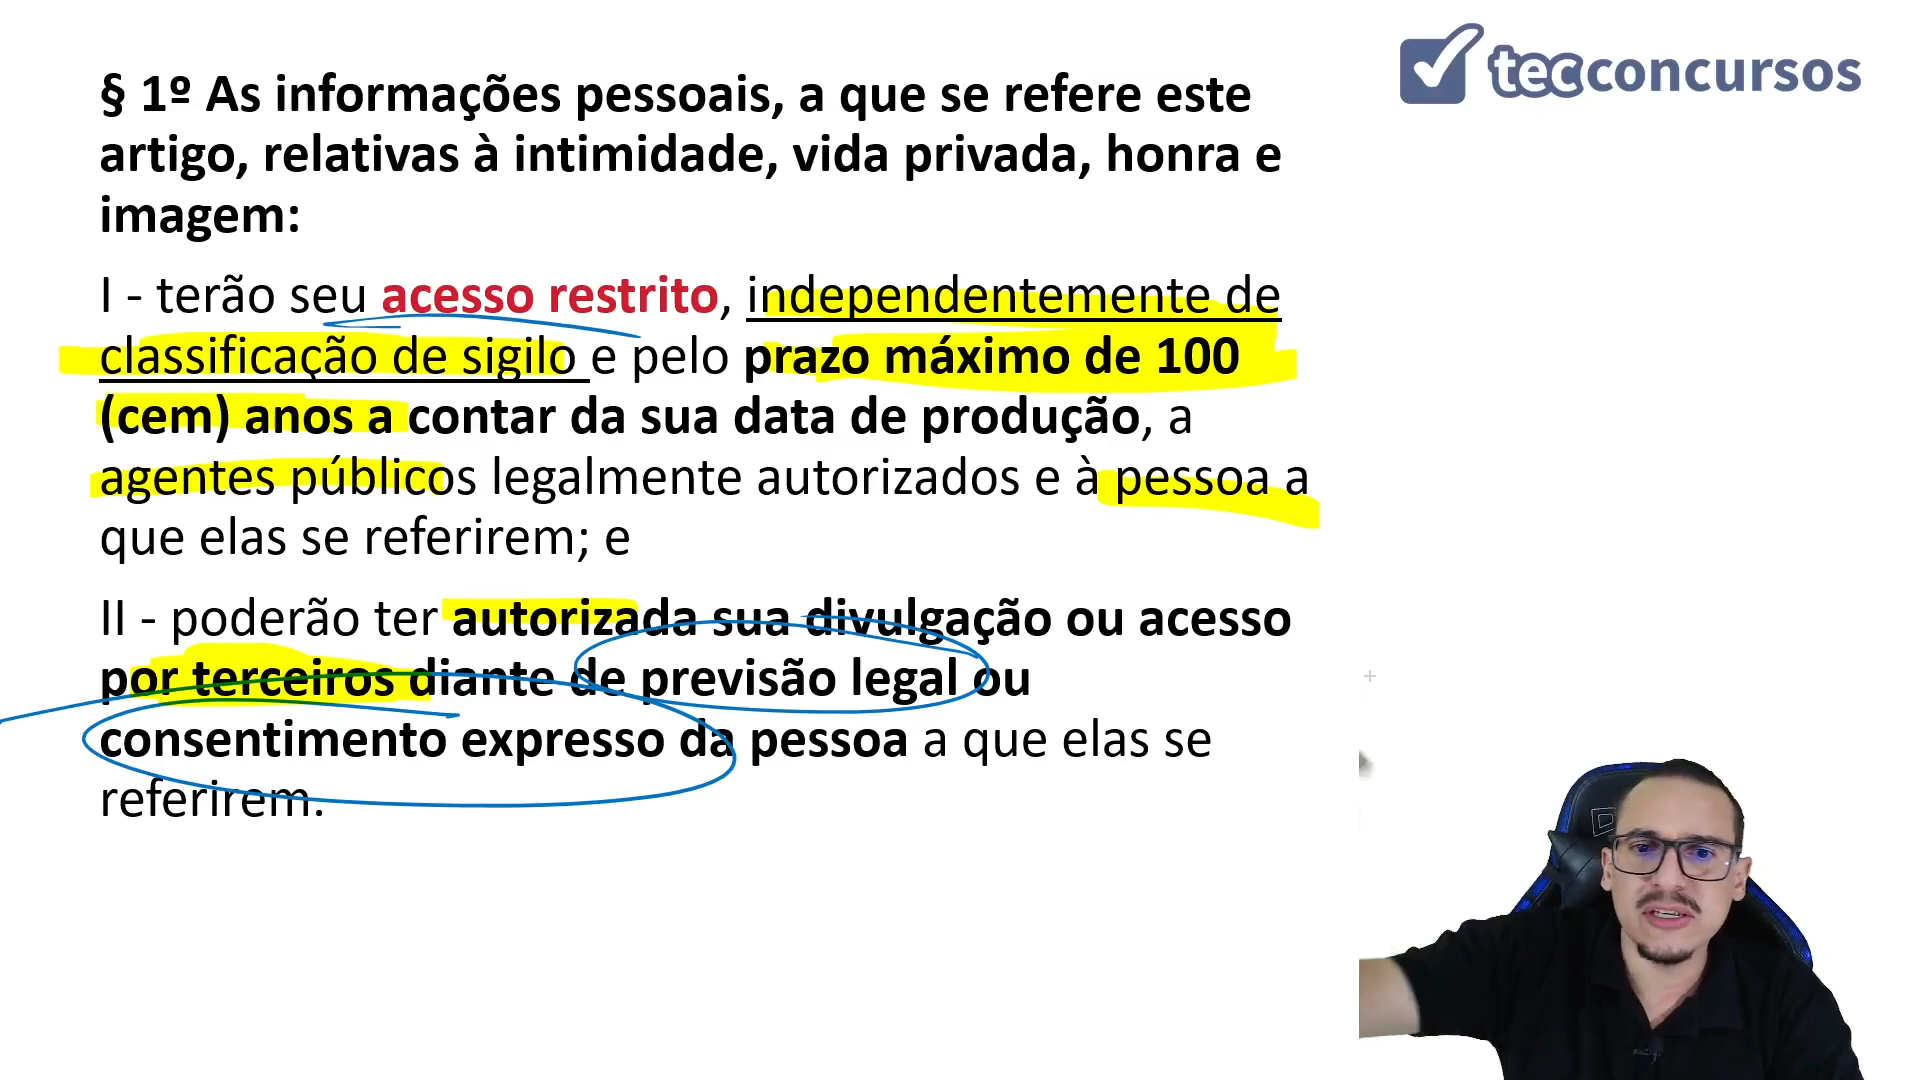 tecconcursos
§ 1º As informações pessoais, a que se refere este
artigo, relativas à intimidade, vida privada, honra e
imagem:
I - terão seu acesso restrito, independentemente de
classificação de sigilo e pelo prazo máximo de 100
(cem) anos a contar da sua data de produção, a
agentes públicos legalmente autorizados e à pessoa a
que elas se referirem; e
II - poderão ter autorizada sua divulgação ou acesso
por terceiros diante de previsão legal ou
consentimento expresso da pessoa a que elas se
referirem.